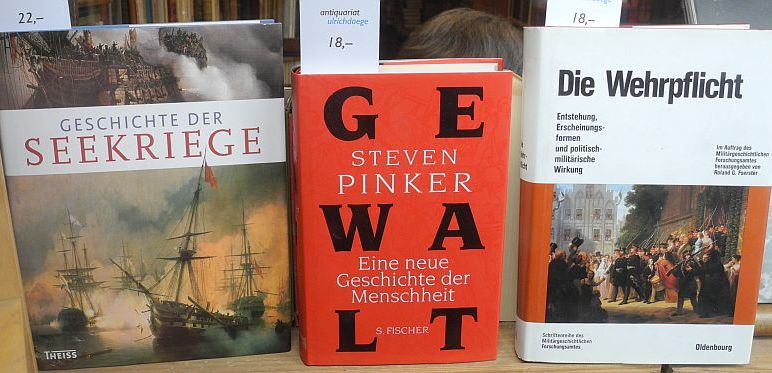 22,–
GESCHICHTE DER
SEEKRIEGE
THEISS
antiquariat
ulrichdaege
18,–
GE
STEVEN
PINKER
WA
Eine neue
Geschichte der
Menschheit
LT
S. FISCHER
18,–
Die Wehrpflicht
Entstehung,
Erscheinungs-
formen
und politisch-
militärische
Wirkung
Im Auftrag des
Militärgeschichtlichen
Forschungsamtes
herausgegeben von
Roland G. Foerster
Schriftenreihe des
Militärgeschichtlichen
Forschungsamtes
Oldenbourg